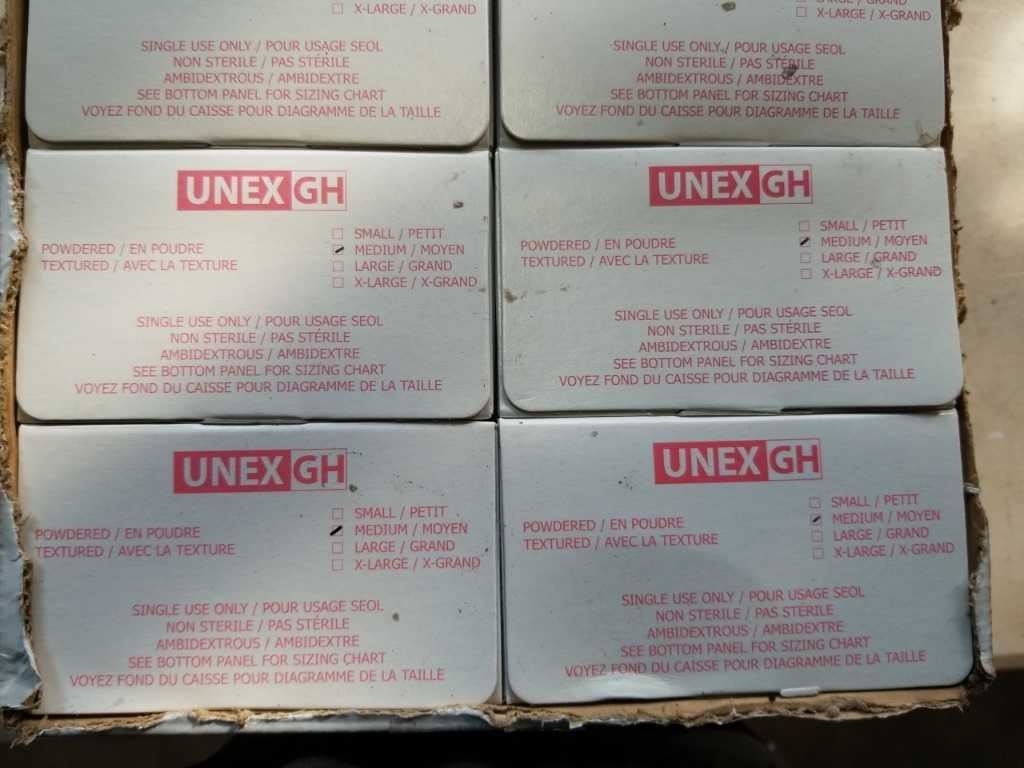 X-LARGE / X-GRAND
SINGLE USE ONLY / POUR USAGE SEOL
NON STERILE / PAS STÉRILE
AMBIDEXTROUS / AMBIDEXTRE
SEE BOTTOM PANEL FOR SIZING CHART
VOYEZ FOND DU CAISSE POUR DIAGRAMME DE LA TAILLE
LARGE / GRAND
X-LARGE / X-GRAND
SINGLE USE ONLY / POUR USAGE SEOL
NON STERILE / PAS STÉRILE
AMBIDEXTROUS / AMBIDEXTRE
SEE BOTTOM PANEL FOR SIZING CHART
VOYEZ FOND DU CAISSE POUR DIAGRAMME DE LA TAILLE
UNEX GH
POWDERED / EN POUDRE
TEXTURED / AVEC LA TEXTURE
SMALL / PETIT
MEDIUM / MOYEN
LARGE / GRAND
X-LARGE / X-GRAND
SINGLE USE ONLY / POUR USAGE SEOL
NON STERILE / PAS STÉRILE
AMBIDEXTROUS / AMBIDEXTRE
SEE BOTTOM PANEL FOR SIZING CHART
VOYEZ FOND DU CAISSE POUR DIAGRAMME DE LA TAILLE
UNEX GH
POWDERED / EN POUDRE
TEXTURED / AVEC LA TEXTURE
SMALL / PETIT
MEDIUM / MOYEN
LARGE / GRAND
X-LARGE / X-GRAND
SINGLE USE ONLY / POUR USAGE SEOL
NON STERILE / PAS STÉRILE
AMBIDEXTROUS / AMBIDEXTRE
SEE BOTTOM PANEL FOR SIZING CHART
VOYEZ FOND DU CAISSE POUR DIAGRAMME DE LA TAILLE
UNEX GH
POWDERED / EN POUDRE
TEXTURED / AVEC LA TEXTURE
SMALL / PETIT
MEDIUM / MOYEN
LARGE / GRAND
X-LARGE / X-GRAND
SINGLE USE ONLY / POUR USAGE SEOL
NON STERILE / PAS STÉRILE
AMBIDEXTROUS / AMBIDEXTRE
SEE BOTTOM PANEL FOR SIZING CHART
VOYEZ FOND DU CAISSE POUR DIAGRAMME DE LA TAILLE
UNEX GH
POWDERED / EN POUDRE
TEXTURED / AVEC LA TEXTURE
SMALL / PETIT
MEDIUM / MOYEN
LARGE / GRAND
X-LARGE / X-GRAND
SINGLE USE ONLY / POUR USAGE SEOL
NON STERILE / PAS STÉRILE
AMBIDEXTROUS / AMBIDEXTRE
SEE BOTTOM PANEL FOR SIZING CHART
VOYEZ FOND DU CAISSE POUR DIAGRAMME DE LA TAILLE